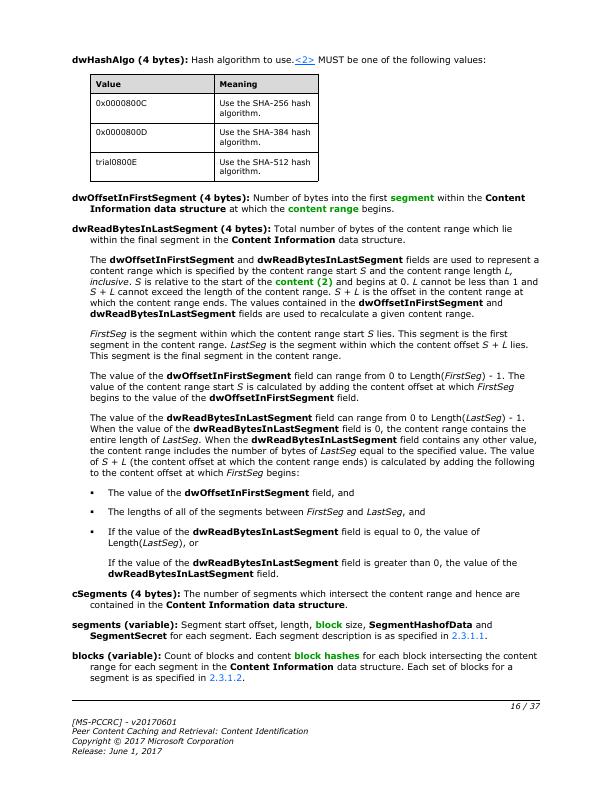 dwHashAlgo (4 bytes): Hash algorithm to use.<2> MUST be one of the following values:
Value Meaning
0x0000800C Use the SHA-256 hash
algorithm.
0x0000800D Use the SHA-384 hash
algorithm.
trial0800E Use the SHA-512 hash
algorithm.
dwOffsetInFirstSegment (4 bytes): Number of bytes into the first segment within the Content
Information data structure at which the content range begins.
dwReadBytesInLastSegment (4 bytes): Total number of bytes of the content range which lie
within the final segment in the Content Information data structure.
The dwOffsetInFirstSegment and dwReadBytesInLastSegment fields are used to represent a
content range which is specified by the content range start S and the content range length L,
inclusive. S is relative to the start of the content (2) and begins at 0. L cannot be less than 1 and
S + L cannot exceed the length of the content range. S + L is the offset in the content range at
which the content range ends. The values contained in the dwOffsetInFirstSegment and
dwReadBytesInLastSegment fields are used to recalculate a given content range.
FirstSeg is the segment within which the content range start S lies. This segment is the first
segment in the content range. LastSeg is the segment within which the content offset S + L lies.
This segment is the final segment in the content range.
The value of the dwOffsetInFirstSegment field can range from 0 to Length(FirstSeg) - 1. The
value of the content range start S is calculated by adding the content offset at which FirstSeg
begins to the value of the dwOffsetInFirstSegment field.
The value of the dwReadBytesInLastSegment field can range from 0 to Length(LastSeg) - 1.
When the value of the dwReadBytesInLastSegment field is 0, the content range contains the
entire length of LastSeg. When the dwReadBytesInLastSegment field contains any other value,
the content range includes the number of bytes of LastSeg equal to the specified value. The value
of S + L (the content offset at which the content range ends) is calculated by adding the following
to the content offset at which FirstSeg begins:
▪ The value of the dwOffsetInFirstSegment field, and
▪ The lengths of all of the segments between FirstSeg and LastSeg, and
▪ If the value of the dwReadBytesInLastSegment field is equal to 0, the value of
Length(LastSeg), or
If the value of the dwReadBytesInLastSegment field is greater than 0, the value of the
dwReadBytesInLastSegment field.
cSegments (4 bytes): The number of segments which intersect the content range and hence are
contained in the Content Information data structure.
segments (variable): Segment start offset, length, block size, SegmentHashofData and
SegmentSecret for each segment. Each segment description is as specified in 2.3.1.1.
blocks (variable): Count of blocks and content block hashes for each block intersecting the content
range for each segment in the Content Information data structure. Each set of blocks for a
segment is as specified in 2.3.1.2.
16 / 37
[MS-PCCRC] - v20170601
Peer Content Caching and Retrieval: Content Identification
Copyright © 2017 Microsoft Corporation
Release: June 1, 2017